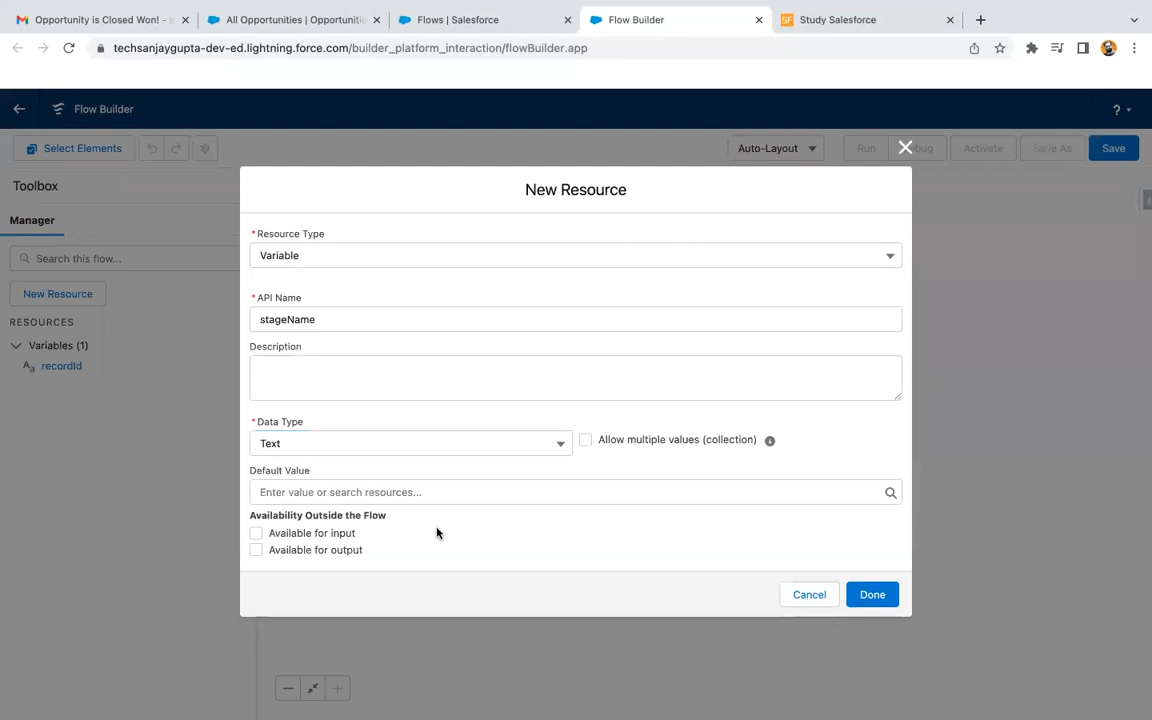 Opportunity is Closed Won! -
All Opportunities | Opportuniti
Flows | Salesforce
Flow Builder
SF Study Salesforce
techsanjaygupta-dev-ed.lightning.force.com/builder_platform_interaction/flowBuilder.app
Flow Builder
?
Select Elements
Auto-Layout
Run
Debug
Activate
Save As
Save
Toolbox
Manager
Search this flow...
New Resource
RESOURCES
Variables (1)
recordId
New Resource
* Resource Type
Variable
* API Name
stageName
Description
* Data Type
Text
Allow multiple values (collection)
Default Value
Enter value or search resources...
Availability Outside the Flow
Available for input
Available for output
Cancel
Done